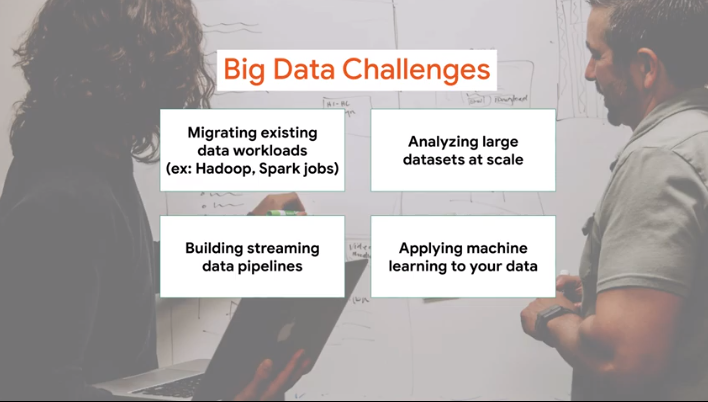 Big Data Challenges
Migrating existing
data workloads
(ex: Hadoop, Spark jobs)
Analyzing large
datasets at scale
Building streaming
data pipelines
Applying machine
learning to your data